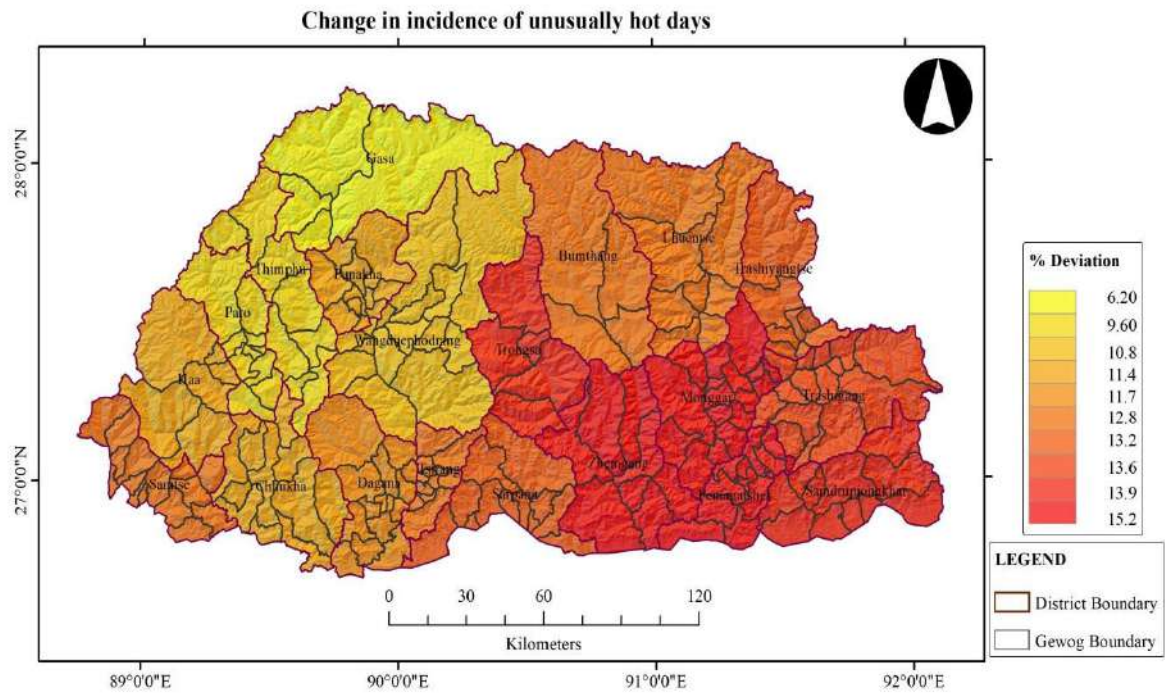 Change in incidence of unusually hot days
28°0'0"N
27°0'0"N
Gasa
Bumthang
Lhuentse
Thimphu
Punakha
Trashiyangtse
Paro
Wangduephodring
Trongsa
Haa
Monggar
Trashigang
Zhemgang
Tsirang
Samtse
Chhukha
Dagana
Sarpang
Pemagatshel
Samdrupjongkhar
0 30 60 120
Kilometers
89°0'0"E 90°0'0"E 91°0'0"E 92°0'0"E
% Deviation
6.20
9.60
10.8
11.4
11.7
12.8
13.2
13.6
13.9
15.2
LEGEND
District Boundary
Gewog Boundary